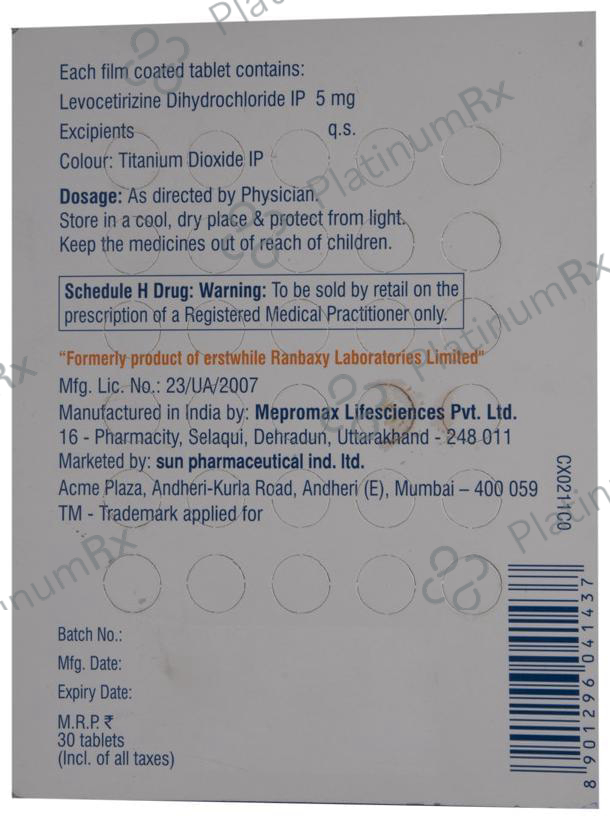 Each film coated tablet contains:
Levocetirizine Dihydrochloride IP 5 mg
Excipients q.s.
Colour: Titanium Dioxide IP
Dosage: As directed by Physician.
Store in a cool, dry place & protect from light.
Keep the medicines out of reach of children.
Schedule H Drug: Warning: To be sold by retail on the
prescription of a Registered Medical Practitioner only.
"Formerly product of erstwhile Ranbaxy Laboratories Limited"
Mfg. Lic. No.: 23/UA/2007
Manufactured in India by: Mepromax Lifesciences Pvt. Ltd.
16 - Pharmacity, Selaqui, Dehradun, Uttarakhand - 248 011
Marketed by: sun pharmaceutical ind. ltd.
Acme Plaza, Andheri-Kurla Road, Andheri (E), Mumbai – 400 059
TM - Trademark applied for
CX0211C0
Batch No.:
Mfg. Date:
Expiry Date:
M.R.P. ₹
30 tablets
(Incl. of all taxes)
8 901296 041437
PlatinumRx
PlatinumRx